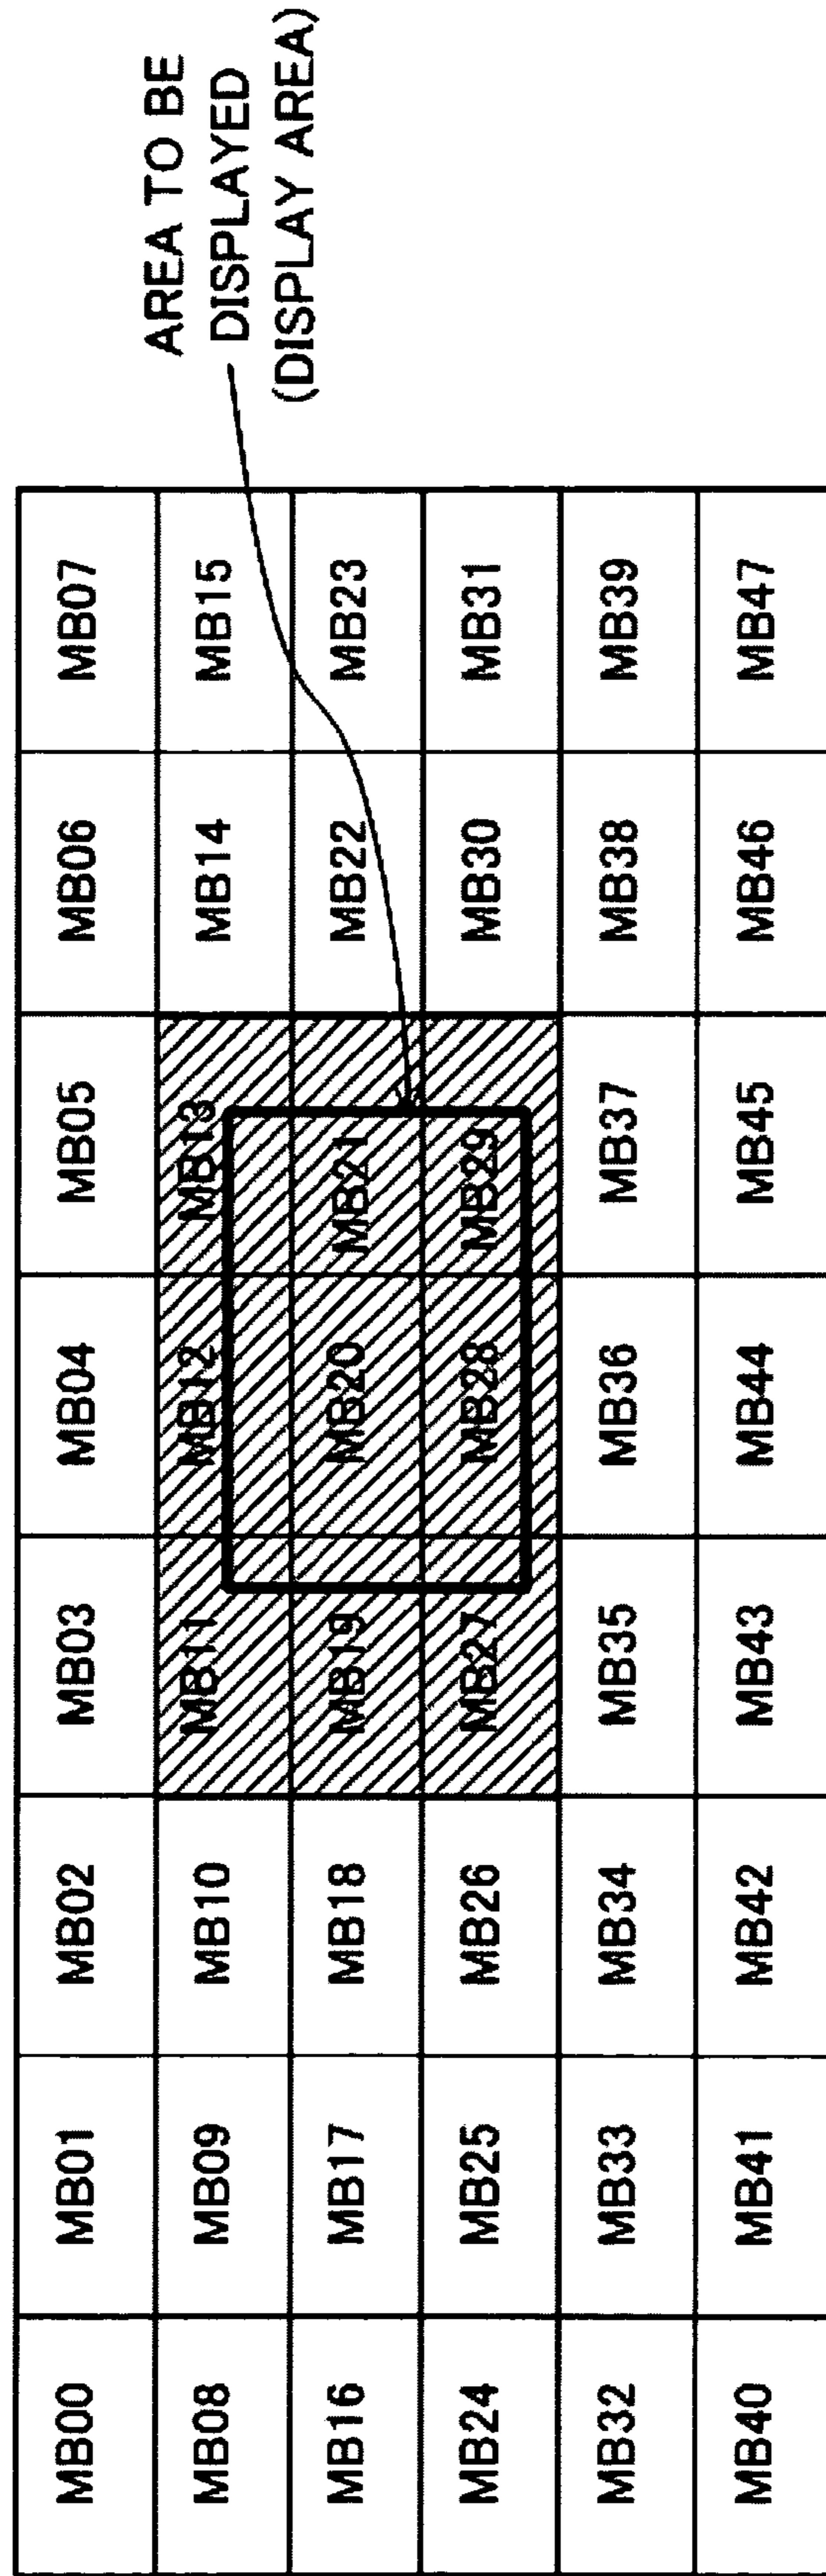 AREA TO BE
DISPLAYED
(DISPLAY AREA)
MB00 MB01 MB02 MB03 MB04 MB05 MB06 MB07
MB08 MB09 MB10 MB11 MB12 MB13 MB14 MB15
MB16 MB17 MB18 MB19 MB20 MB21 MB22 MB23
MB24 MB25 MB26 MB27 MB28 MB29 MB30 MB31
MB32 MB33 MB34 MB35 MB36 MB37 MB38 MB39
MB40 MB41 MB42 MB43 MB44 MB45 MB46 MB47